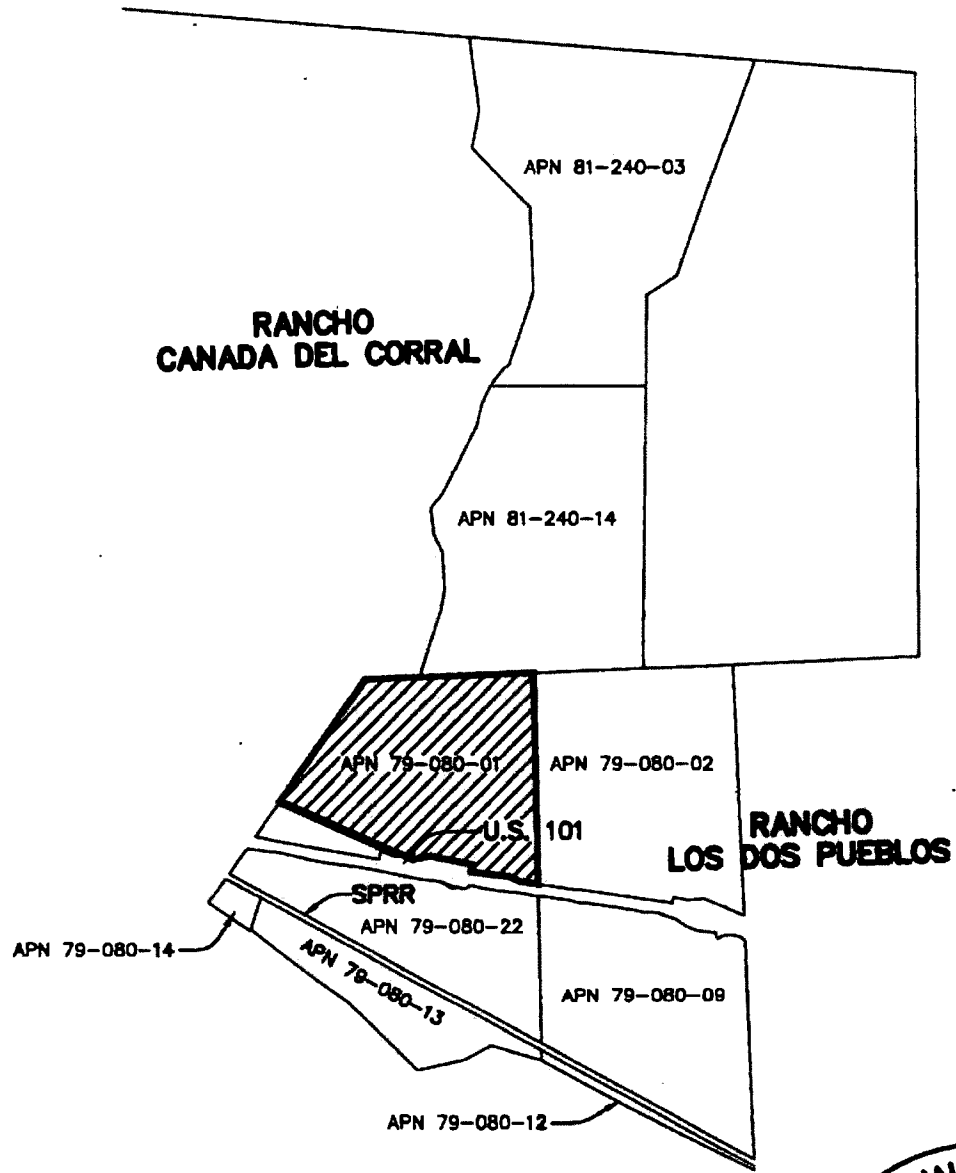 APN 81-240-03
RANCHO
CANADA DEL CORRAL
APN 81-240-14
APN 79-080-01
APN 79-080-02
U.S. 101
RANCHO
LOS DOS PUEBLOS
SPRR
APN 79-080-22
APN 79-080-14
APN 79-080-13
APN 79-080-09
APN 79-080-12